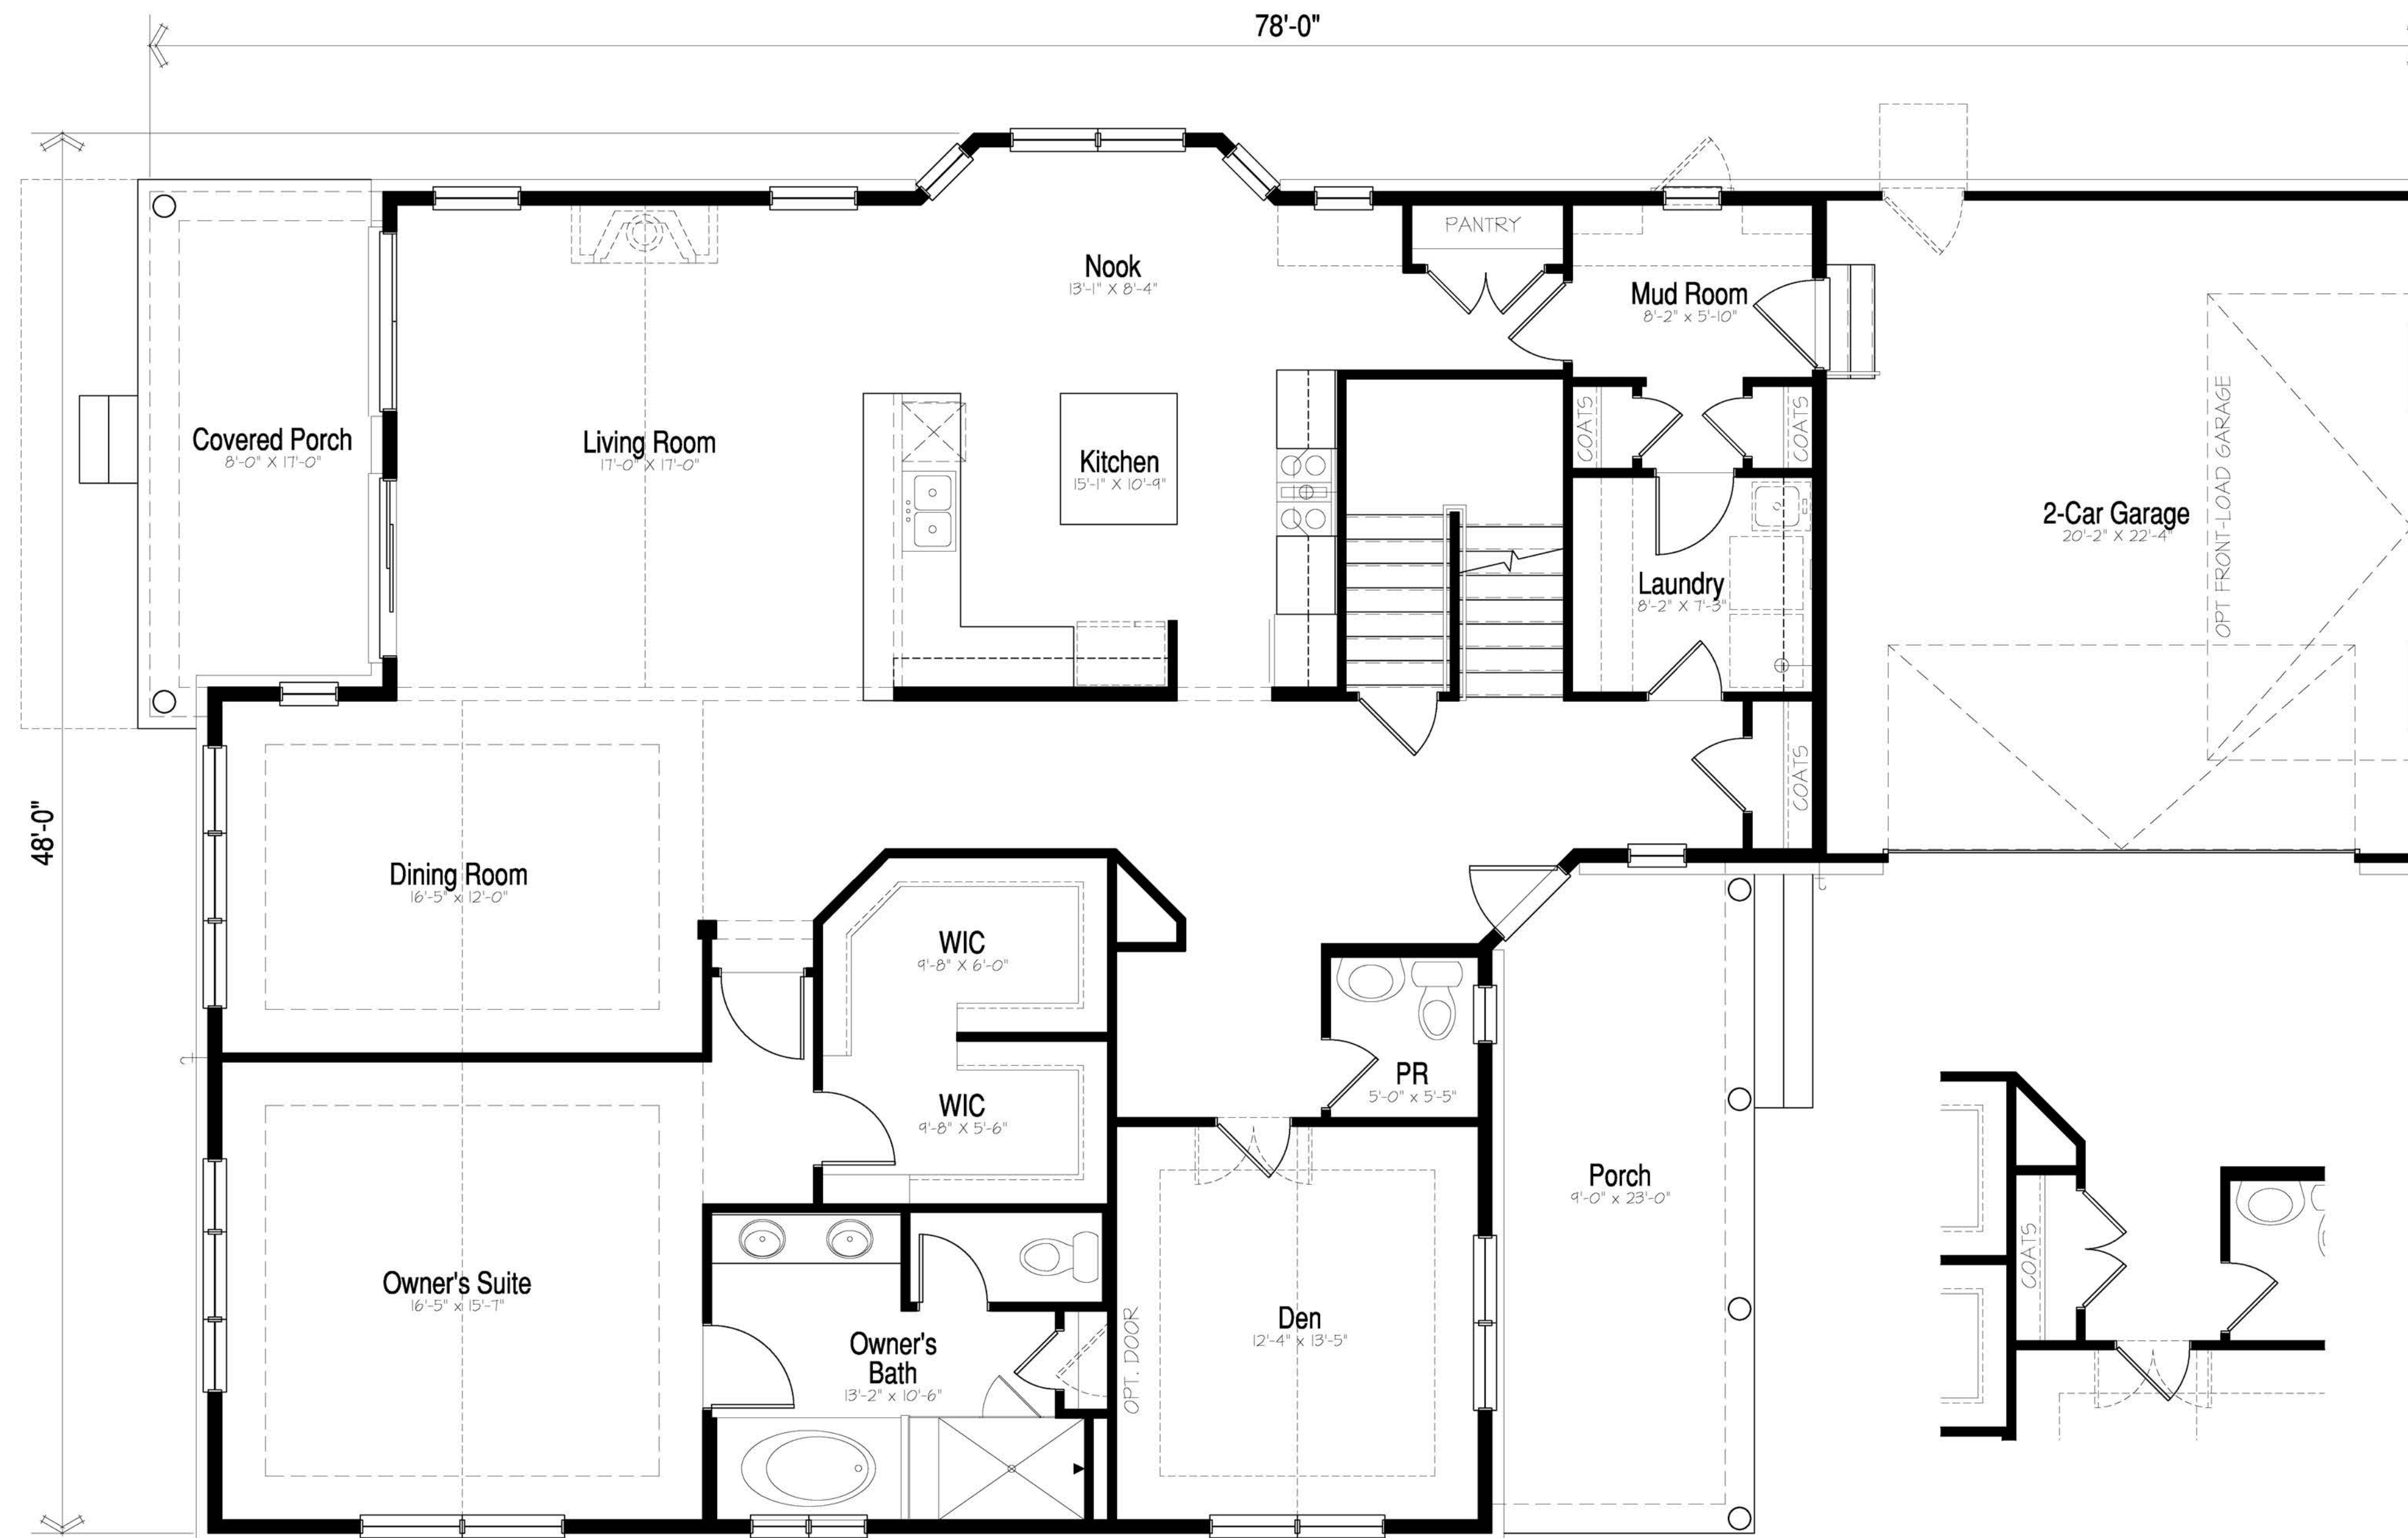 78'-0"
PANTRY
Nook
13'-1" X 8'-4"
Mud Room
8'-2" x 5'-10"
Covered Porch
8'-0" X 17'-0"
Living Room
17'-0" X 17'-0"
Kitchen
15'-1" X 10'-9"
COATS
COATS
2-Car Garage
20'-2" X 22'-4"
OPT FRONT-LOAD GARAGE
Laundry
8'-2" X 7'-3"
COATS
48'-0"
Dining Room
16'-5" x 12'-0"
WIC
9'-8" X 6'-0"
PR
5'-0" x 5'-5"
WIC
9'-8" X 5'-6"
Porch
9'-0" x 23'-0"
COATS
Owner's Suite
16'-5" x 15'-7"
Den
12'-4" x 13'-5"
OPT. DOOR
Owner's
Bath
13'-2" x 10'-6"